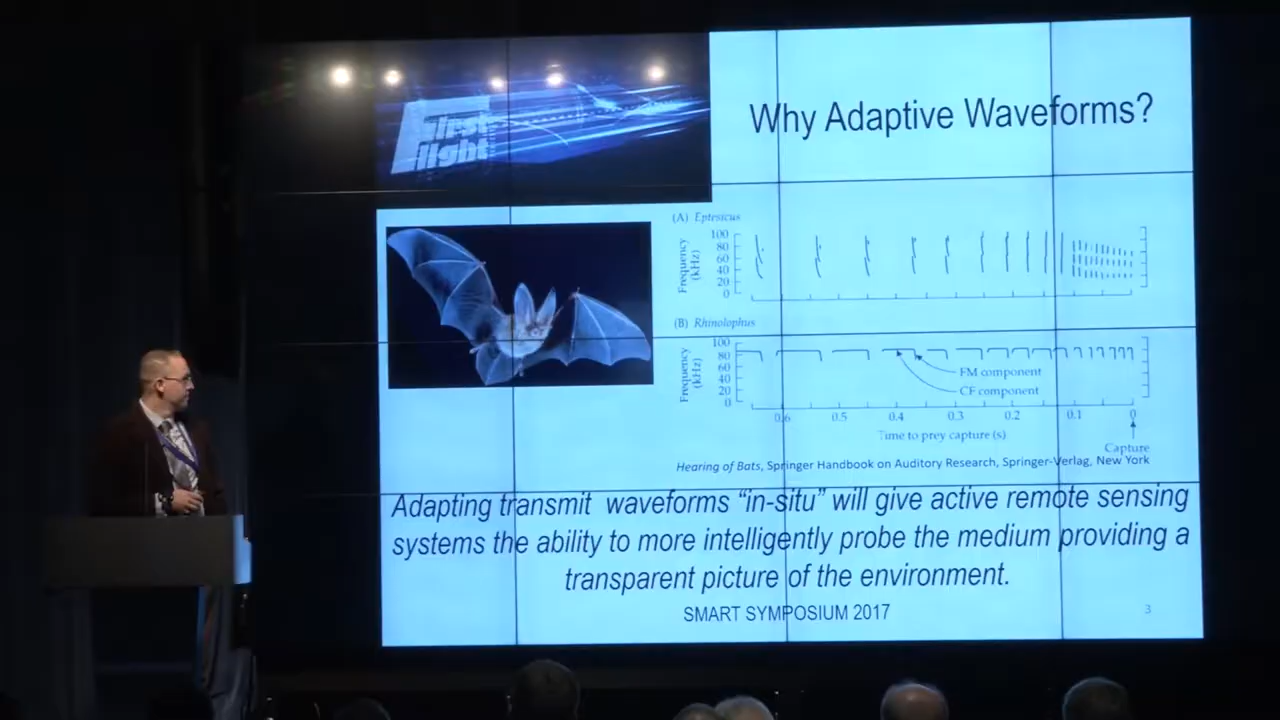 First
light
Why Adaptive Waveforms?
(A) Eptesicus
Frequency
(kHz)
100
80
60
40
20
0
(B) Rhinolophus
Frequency
(kHz)
100
80
60
40
20
0
FM component
CF component
0.6 0.5 0.4 0.3 0.2 0.1 0
Time to prey capture (s)
Capture
Hearing of Bats, Springer Handbook on Auditory Research, Springer-Verlag, New York
Adapting transmit waveforms “in-situ” will give active remote sensing
systems the ability to more intelligently probe the medium providing a
transparent picture of the environment.
SMART SYMPOSIUM 2017
3